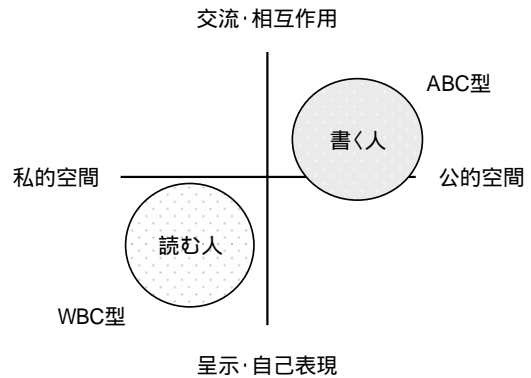 交流･相互作用
ABC型
書く人
私的空間
公的空間
読む人
WBC型
呈示･自己表現